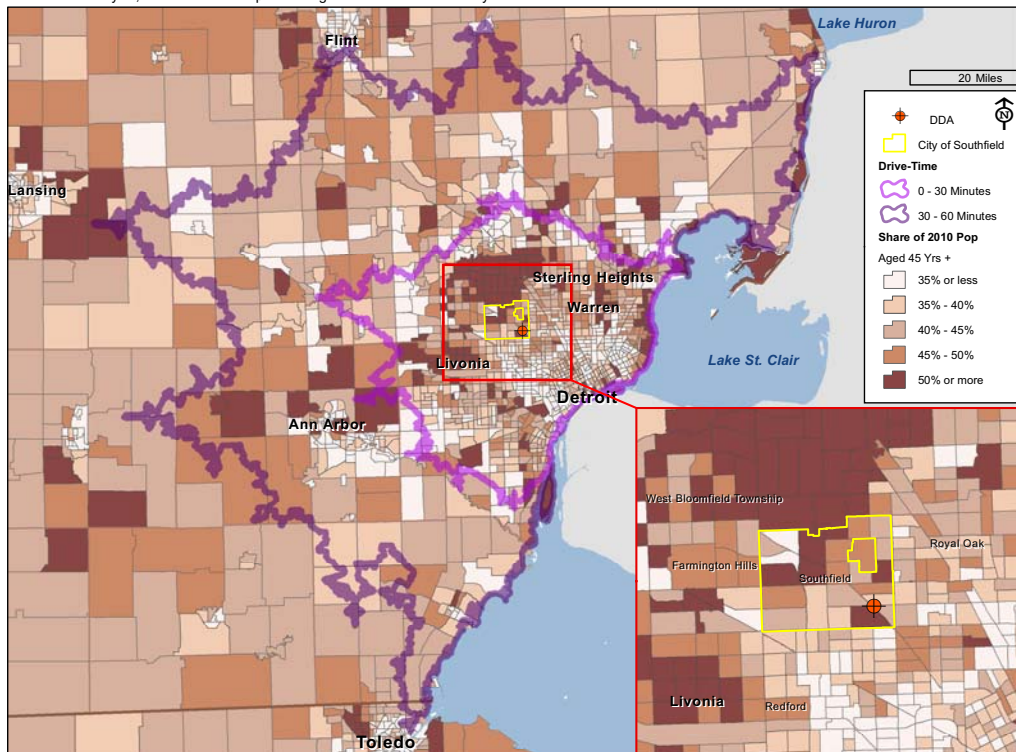 Lake Huron
Flint
20 Miles
N
DDA
City of Southfield
Drive-Time
0 - 30 Minutes
30 - 60 Minutes
Share of 2010 Pop
Aged 45 Yrs +
35% or less
35% - 40%
40% - 45%
45% - 50%
50% or more
Lansing
Sterling Heights
Warren
Livonia
Lake St. Clair
Detroit
Ann Arbor
Toledo
West Bloomfield Township
Royal Oak
Farmington Hills
Southfield
Livonia
Redford